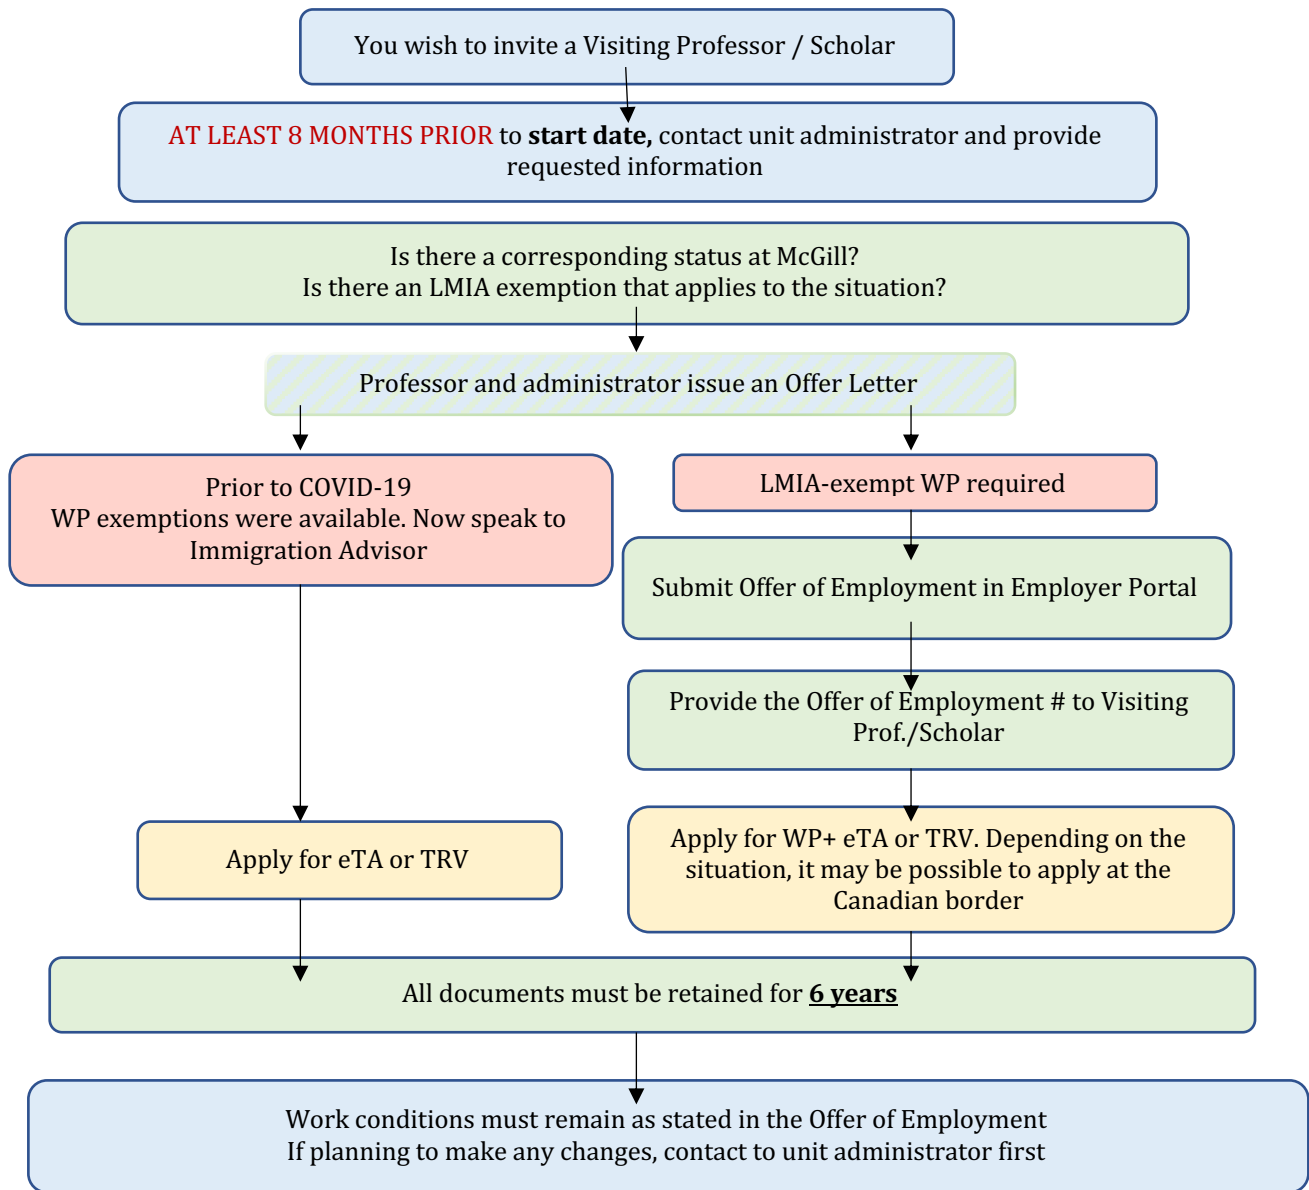 You wish to invite a Visiting Professor / Scholar
AT LEAST 8 MONTHS PRIOR to start date, contact unit administrator and provide
requested information
Is there a corresponding status at McGill?
Is there an LMIA exemption that applies to the situation?
Professor and administrator issue an Offer Letter
Prior to COVID-19
WP exemptions were available. Now speak to
Immigration Advisor
LMIA-exempt WP required
Submit Offer of Employment in Employer Portal
Provide the Offer of Employment # to Visiting
Prof./Scholar
Apply for eTA or TRV
Apply for WP+ eTA or TRV. Depending on the
situation, it may be possible to apply at the
Canadian border
All documents must be retained for 6 years
Work conditions must remain as stated in the Offer of Employment
If planning to make any changes, contact to unit administrator first